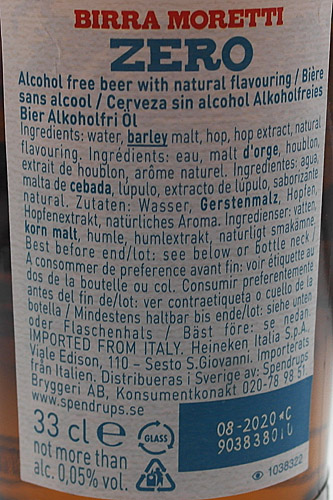 BIRRA MORETTI
ZERO
Alcohol free beer with natural flavouring / Bière
sans alcool / Cerveza sin alcohol Alkoholfreies
Bier Alkoholfri Öl
Ingredients: water, barley malt, hop, hop extract, natural
flavouring. Ingrédients: eau, malt d'orge, houblon,
extrait de houblon, arôme naturel. Ingredientes: agua,
malta de cebada, lúpulo, extracto de lúpulo, saborizante
natural. Zutaten: Wasser, Gerstenmalz, Hopfen,
Hopfenextrakt, natürliches Aroma. Ingredienser: vatten,
korn malt, humle, humlextrakt, naturligt smakämne.
Best before end/lot: see below or bottle neck /
A consommer de preference avant fin: voir étiquette au
dos de la bouteille ou col. Consumir preferentemente
antes del fin de/lot: ver contraetiqueta o cuello de la
botella / Mindestens haltbar bis ende/lot: siehe unten
oder Flaschenhals / Bäst före: se nedan.
IMPORTED FROM ITALY. Heineken Italia S.p.A.,
Viale Edison, 110 - Sesto S.Giovanni. Importerats
från Italien. Distribueras i Sverige av: Spendrups
Bryggeri AB, Konsumentkonakt 020-78 98 51.
www.spendrups.se
33 cl e
GLASS
not more than
alc. 0,05% vol.
08-2020
1038322